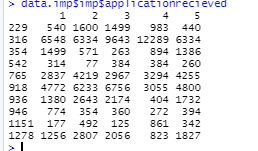 > data.imp$imp$applicationrecieved
1 2 3 4 5
229 540 1600 1499 983 440
316 6548 6334 9643 12289 6334
354 1499 571 263 894 1386
542 314 77 384 384 260
765 2837 4219 2967 3294 4255
918 4772 6233 6756 3055 4800
936 1380 2643 2174 404 1732
946 774 354 360 272 394
1151 177 492 125 861 342
1278 1256 2807 2056 823 1827
>